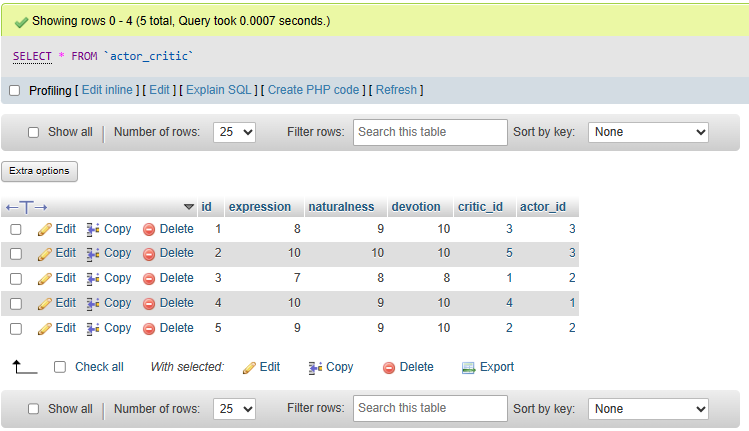 Showing rows 0 - 4 (5 total, Query took 0.0007 seconds.)
SELECT * FROM `actor_critic`
Profiling [ Edit inline ] [ Edit ] [ Explain SQL ] [ Create PHP code ] [ Refresh ]
Show all Number of rows: 25 Filter rows: Search this table Sort by key: None
Extra options
←T→ id expression naturalness devotion critic_id actor_id
Edit Copy Delete 1 8 9 10 3 3
Edit Copy Delete 2 10 10 10 5 3
Edit Copy Delete 3 7 8 8 1 2
Edit Copy Delete 4 10 9 10 4 1
Edit Copy Delete 5 9 9 10 2 2
Check all With selected: Edit Copy Delete Export
Show all Number of rows: 25 Filter rows: Search this table Sort by key: None